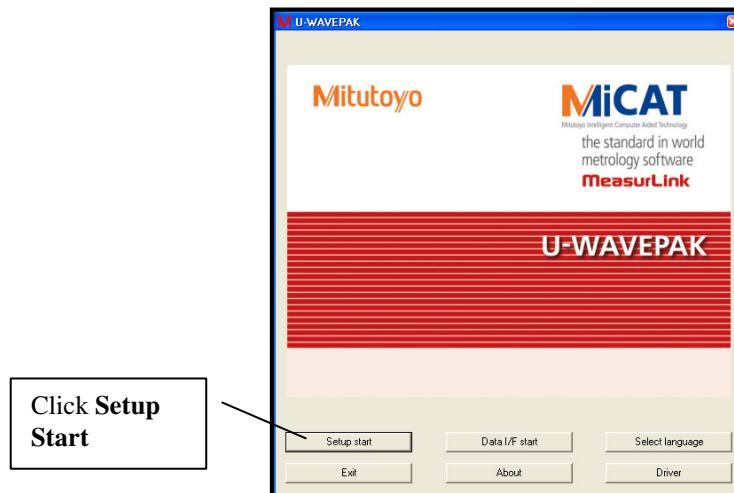 U-WAVEPAK
Mitutoyo
MiCAT
Mitutoyo Intelligent Computer Aided Technology
the standard in world
metrology software
MeasurLink
U-WAVEPAK
Click Setup
Start
Setup start
Data I/F start
Select language
Exit
About
Driver